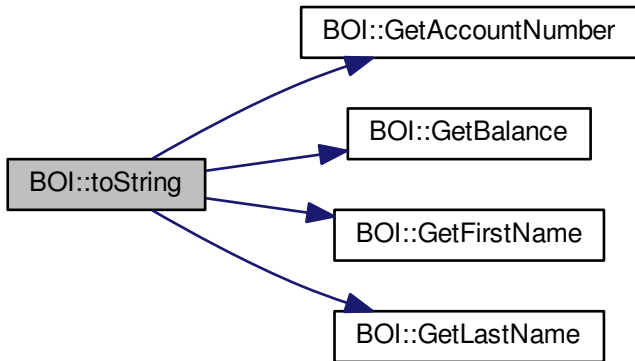 BOI::GetAccountNumber
BOI::GetBalance
BOI::toString
BOI::GetFirstName
BOI::GetLastName